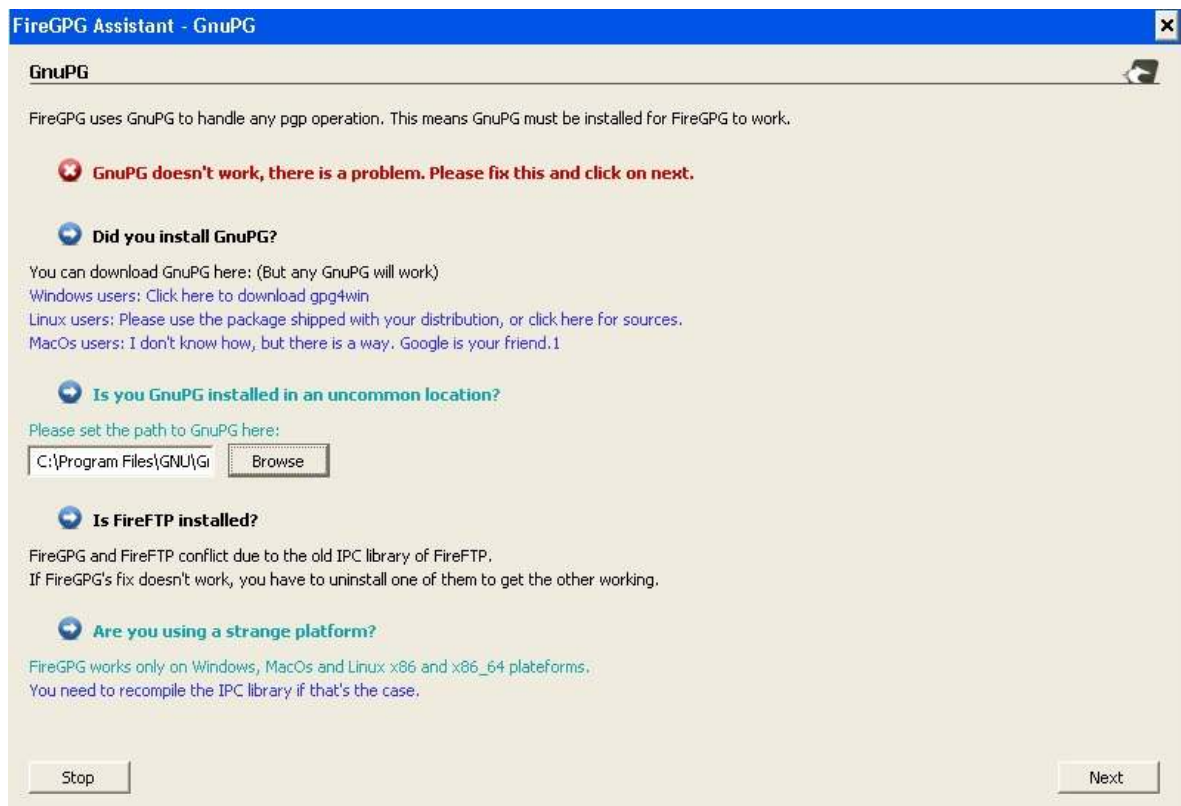 FireGPG Assistant - GnuPG
GnuPG
FireGPG uses GnuPG to handle any pgp operation. This means GnuPG must be installed for FireGPG to work.
GnuPG doesn't work, there is a problem. Please fix this and click on next.
Did you install GnuPG?
You can download GnuPG here: (But any GnuPG will work)
Windows users: Click here to download gpg4win
Linux users: Please use the package shipped with your distribution, or click here for sources.
MacOs users: I don't know how, but there is a way. Google is your friend.1
Is you GnuPG installed in an uncommon location?
Please set the path to GnuPG here:
C:\Program Files\GNU\G
Browse
Is FireFTP installed?
FireGPG and FireFTP conflict due to the old IPC library of FireFTP.
If FireGPG's fix doesn't work, you have to uninstall one of them to get the other working.
Are you using a strange platform?
FireGPG works only on Windows, MacOs and Linux x86 and x86_64 plateforms.
You need to recompile the IPC library if that's the case.
Stop
Next